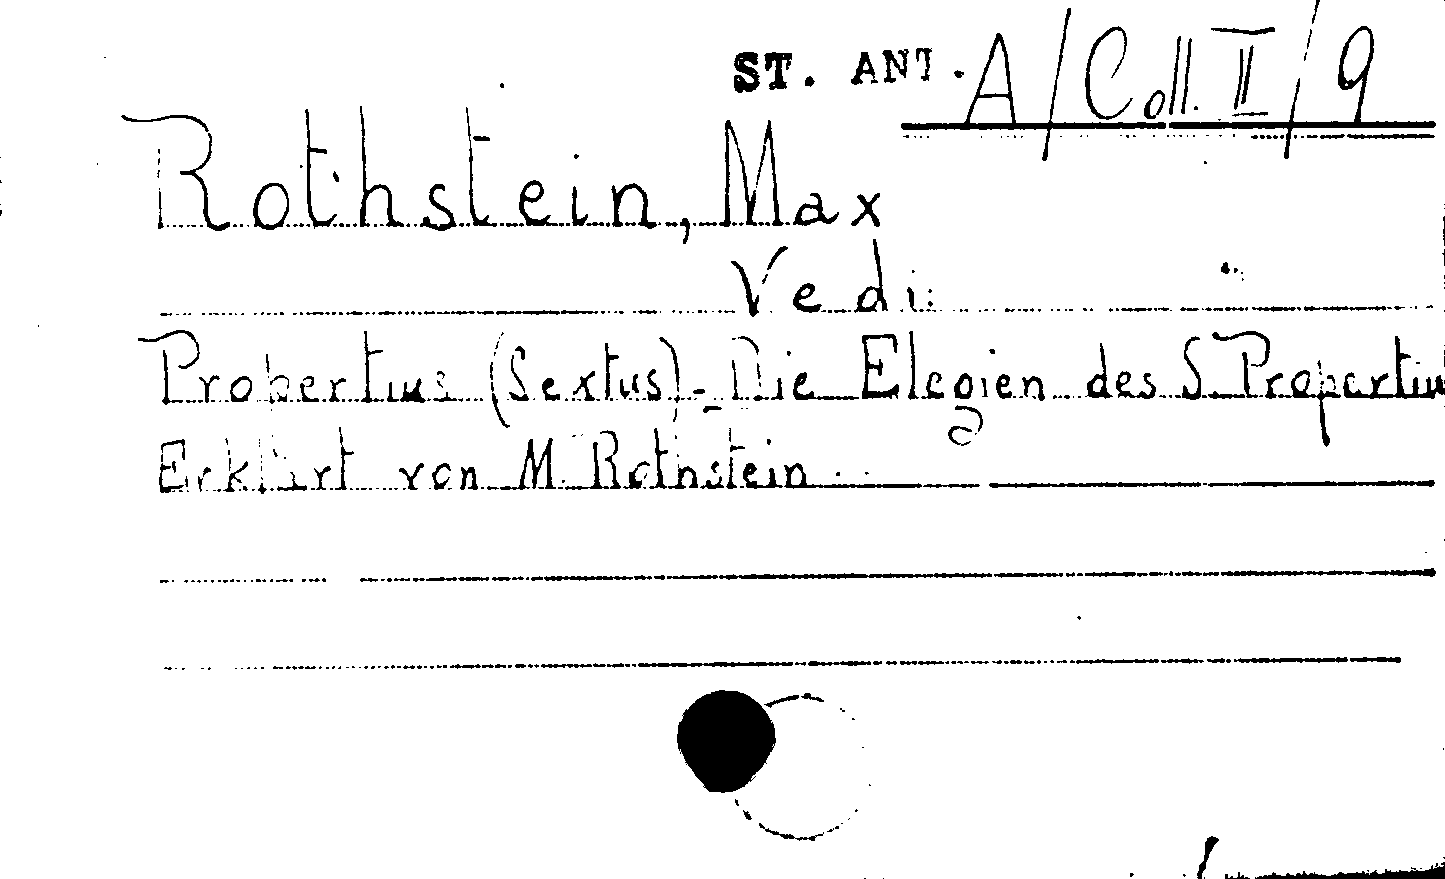 ST. ANT. A/Coll. II/9
Rothstein, Max
Vedi:
Propertius (Sextus).- Die Elegien des S. Propertiu
Erklärt von M. Rothstein